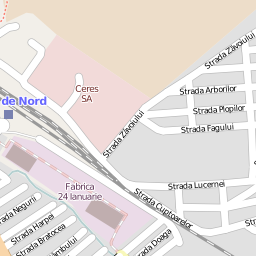 Strada Zăvoiului
Strada Arborilor
Ceres
SA
de Nord
Strada Plopilor
Strada Fagului
Strada Zăvoiului
Fabrica
24 Ianuarie
Strada Lucernei
Strada Cuptoarelor
Strada Negurii
Strada Harpei
Strada Bratocea
Strada Doaga